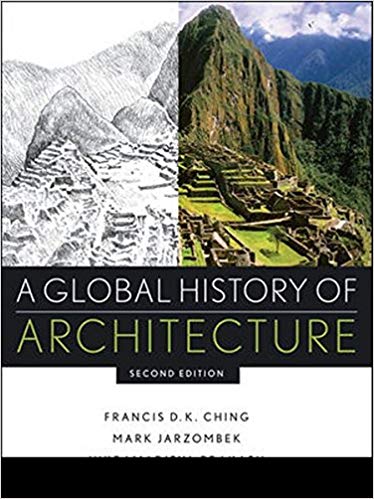 A GLOBAL HISTORY OF
ARCHITECTURE
SECOND EDITION
FRANCIS D.K. CHING
MARK JARZOMBEK